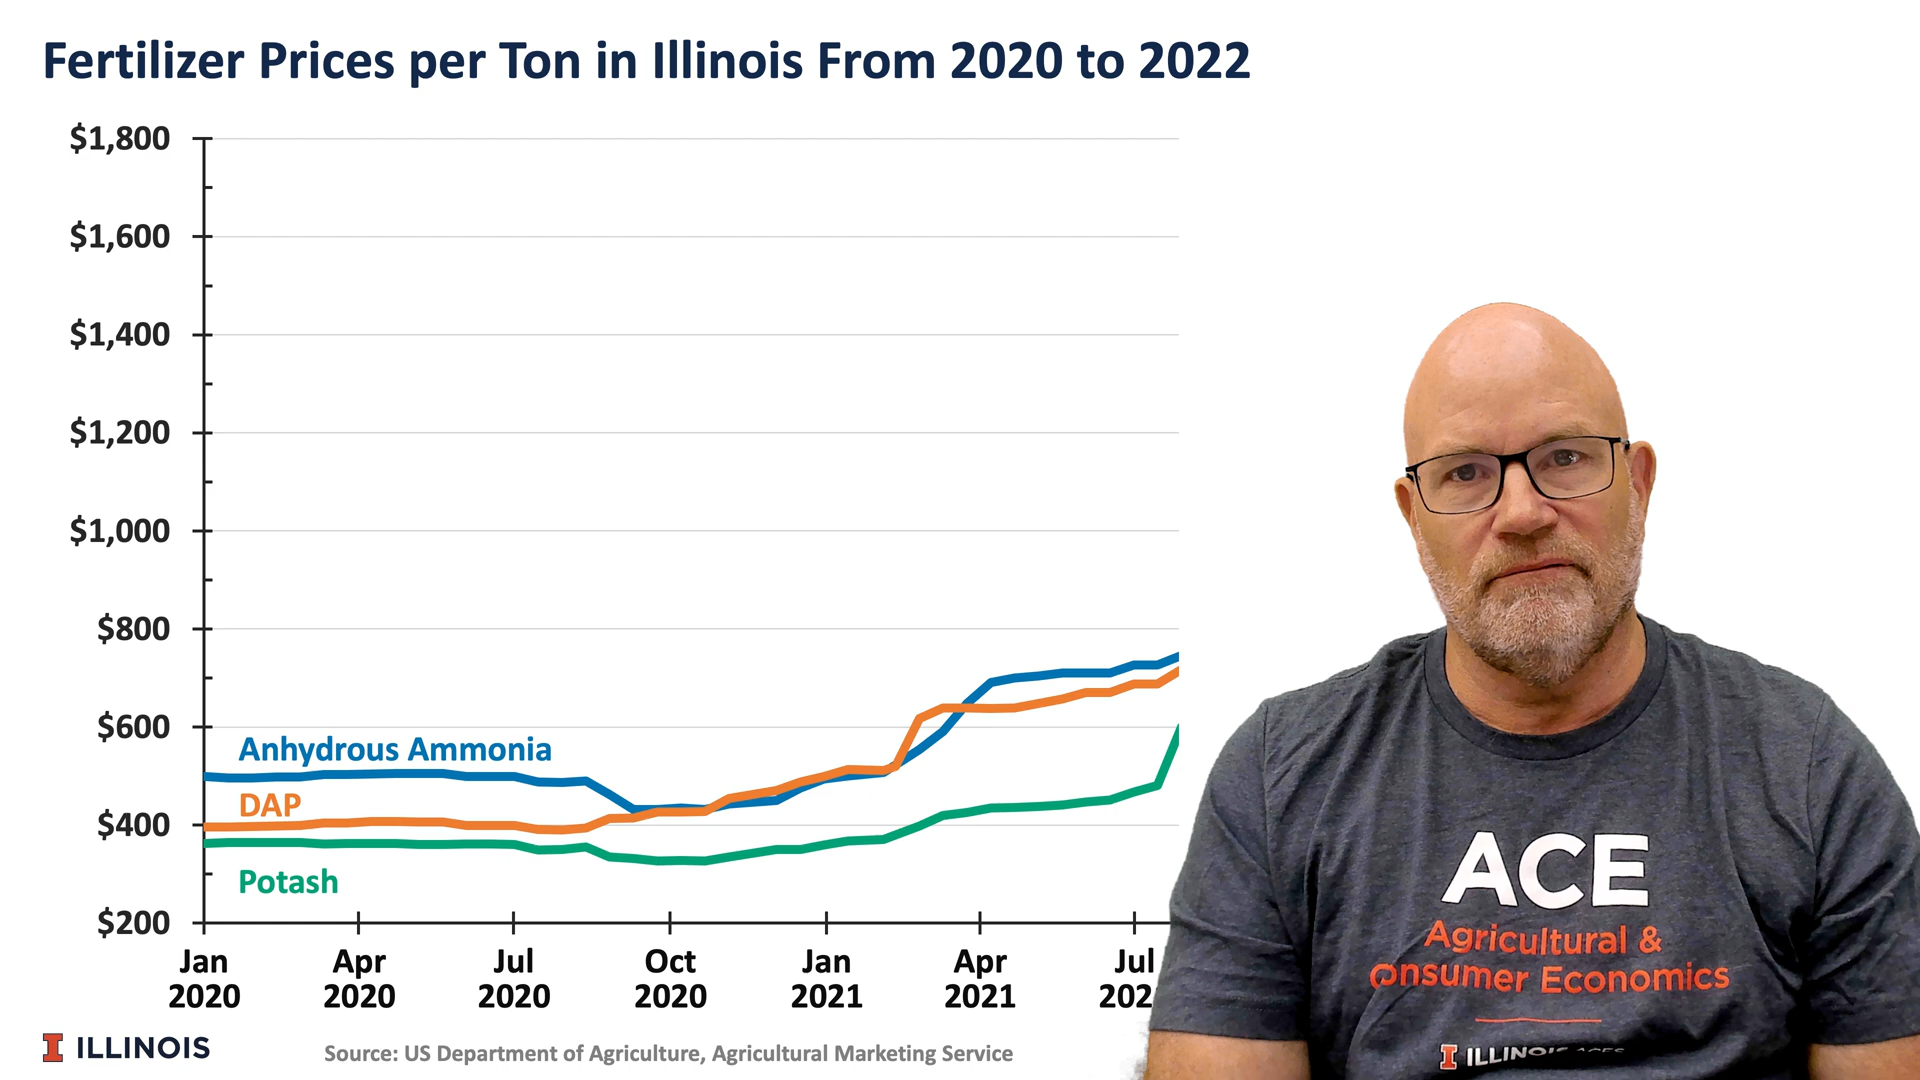 Fertilizer Prices per Ton in Illinois From 2020 to 2022
$1,800
$1,600
$1,400
$1,200
$1,000
$800
$600
$400
$200
Anhydrous Ammonia
DAP
Potash
Jan Apr Jul Oct Jan Apr Jul
2020 2020 2020 2020 2021 2021 202
ILLINOIS
Source: US Department of Agriculture, Agricultural Marketing Service
ACE
Agricultural &
onsumer Economics
ILLINOIS